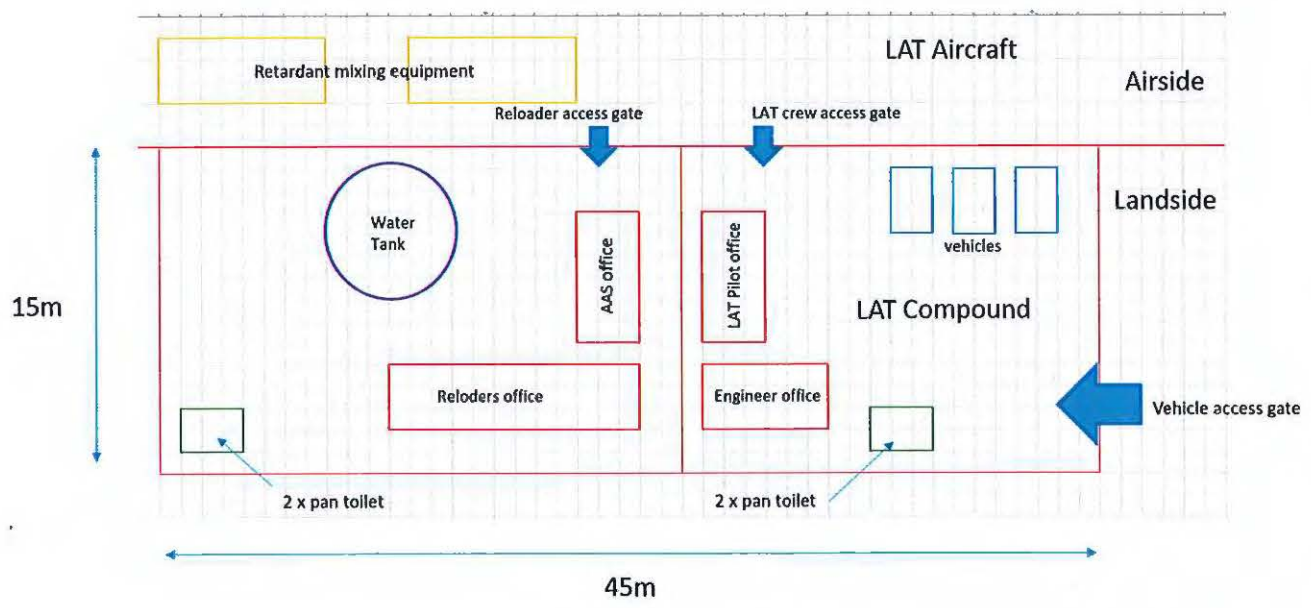 LAT Aircraft
Retardant mixing equipment
Airside
Reloader access gate
LAT crew access gate
Landside
Water
Tank
AAS office
LAT Pilot office
vehicles
15m
LAT Compound
Reloders office
Engineer office
Vehicle access gate
2 x pan toilet
2 x pan toilet
45m